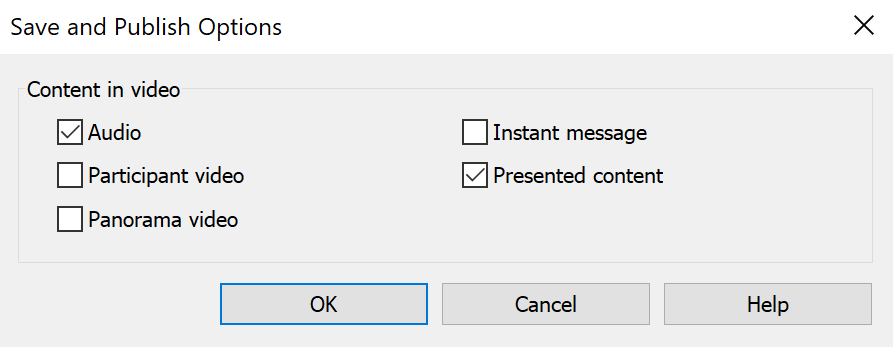 Save and Publish Options
Content in video
Audio
Instant message
Participant video
Presented content
Panorama video
OK
Cancel
Help